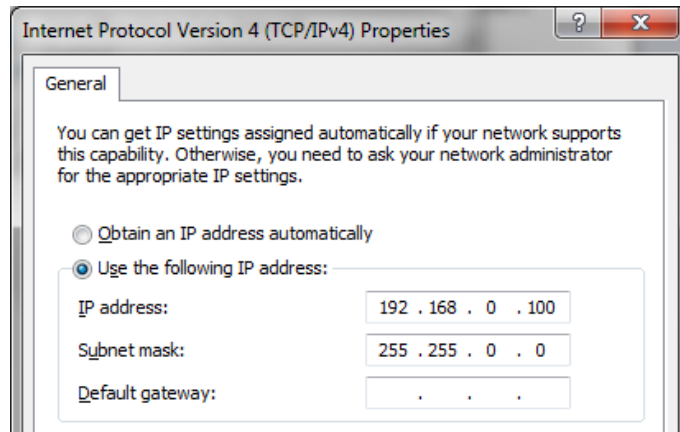 Internet Protocol Version 4 (TCP/IPv4) Properties
? X
General
You can get IP settings assigned automatically if your network supports
this capability. Otherwise, you need to ask your network administrator
for the appropriate IP settings.
Obtain an IP address automatically
Use the following IP address:
IP address: 192 . 168 . 0 . 100
Subnet mask: 255 . 255 . 0 . 0
Default gateway: . . .